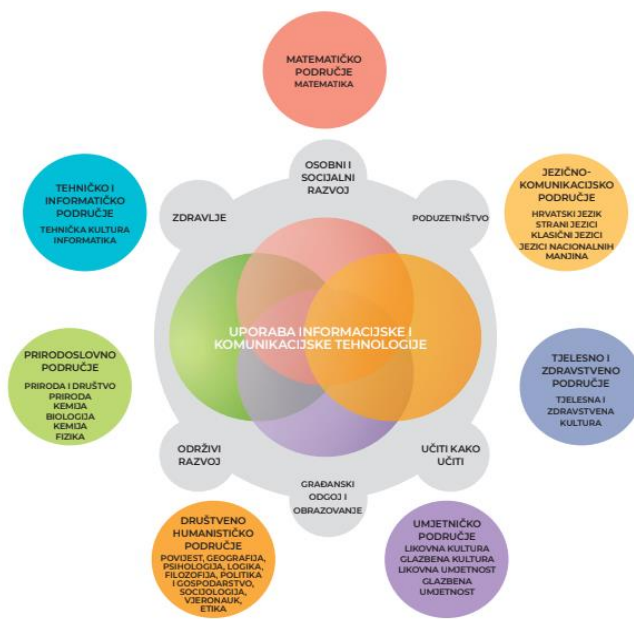 MATEMATIČKO
PODRUČJE
MATEMATIKA
OSOBNI I
SOCIJALNI
RAZVOJ
TEHNIČKO I
INFORMATIČKO
PODRUČJE
TEHNIČKA KULTURA
INFORMATIKA
ZDRAVLJE
PODUZETNIŠTVO
JEZIČNO-
KOMUNIKACIJSKO
PODRUČJE
HRVATSKI JEZIK
STRANI JEZICI
KLASIČNI JEZICI
JEZICI NACIONALNIH
MANJINA
UPORABA INFORMACIJSKE I
KOMUNIKACIJSKE TEHNOLOGIJE
PRIRODOSLOVNO
PODRUČJE
PRIRODA I DRUŠTVO
PRIRODA
KEMIJA
BIOLOGIJA
KEMIJA
FIZIKA
TJELESNO I
ZDRAVSTVENO
PODRUČJE
TJELESNA I
ZDRAVSTVENA
KULTURA
ODRŽIVI
RAZVOJ
GRAĐANSKI
ODGOJ I
OBRAZOVANJE
UČITI KAKO
UČITI
DRUŠTVENO
HUMANISTIČKO
PODRUČJE
POVIJEST, GEOGRAFIJA,
PSIHOLOGIJA, LOGIKA,
FILOZOFIJA, POLITIKA
I GOSPODARSTVO,
SOCIJOLOGIJA,
VJERONAUK,
ETIKA
UMJETNIČKO
PODRUČJE
LIKOVNA KULTURA
GLAZBENA KULTURA
LIKOVNA UMJETNOST
GLAZBENA
UMJETNOST